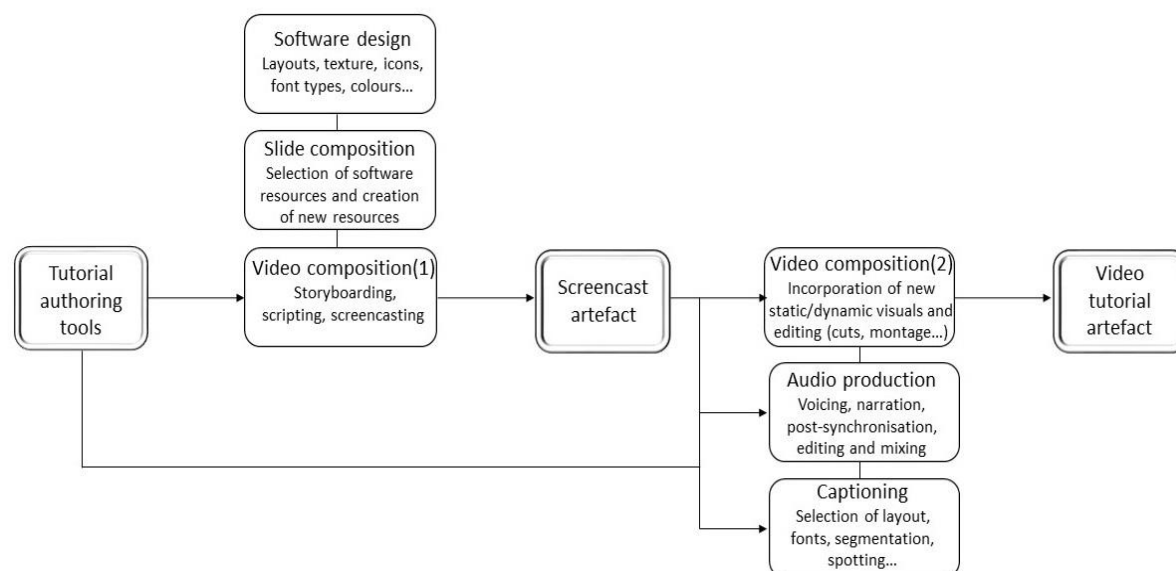 Software design
Layouts, texture, icons,
font types, colours...
Slide composition
Selection of software
resources and creation
of new resources
Tutorial
authoring
tools
Video composition(1)
Storyboarding,
scripting, screencasting
Screencast
artefact
Video composition(2)
Incorporation of new
static/dynamic visuals and
editing (cuts, montage...)
Video
tutorial
artefact
Audio production
Voicing, narration,
post-synchronisation,
editing and mixing
Captioning
Selection of layout,
fonts, segmentation,
spotting...